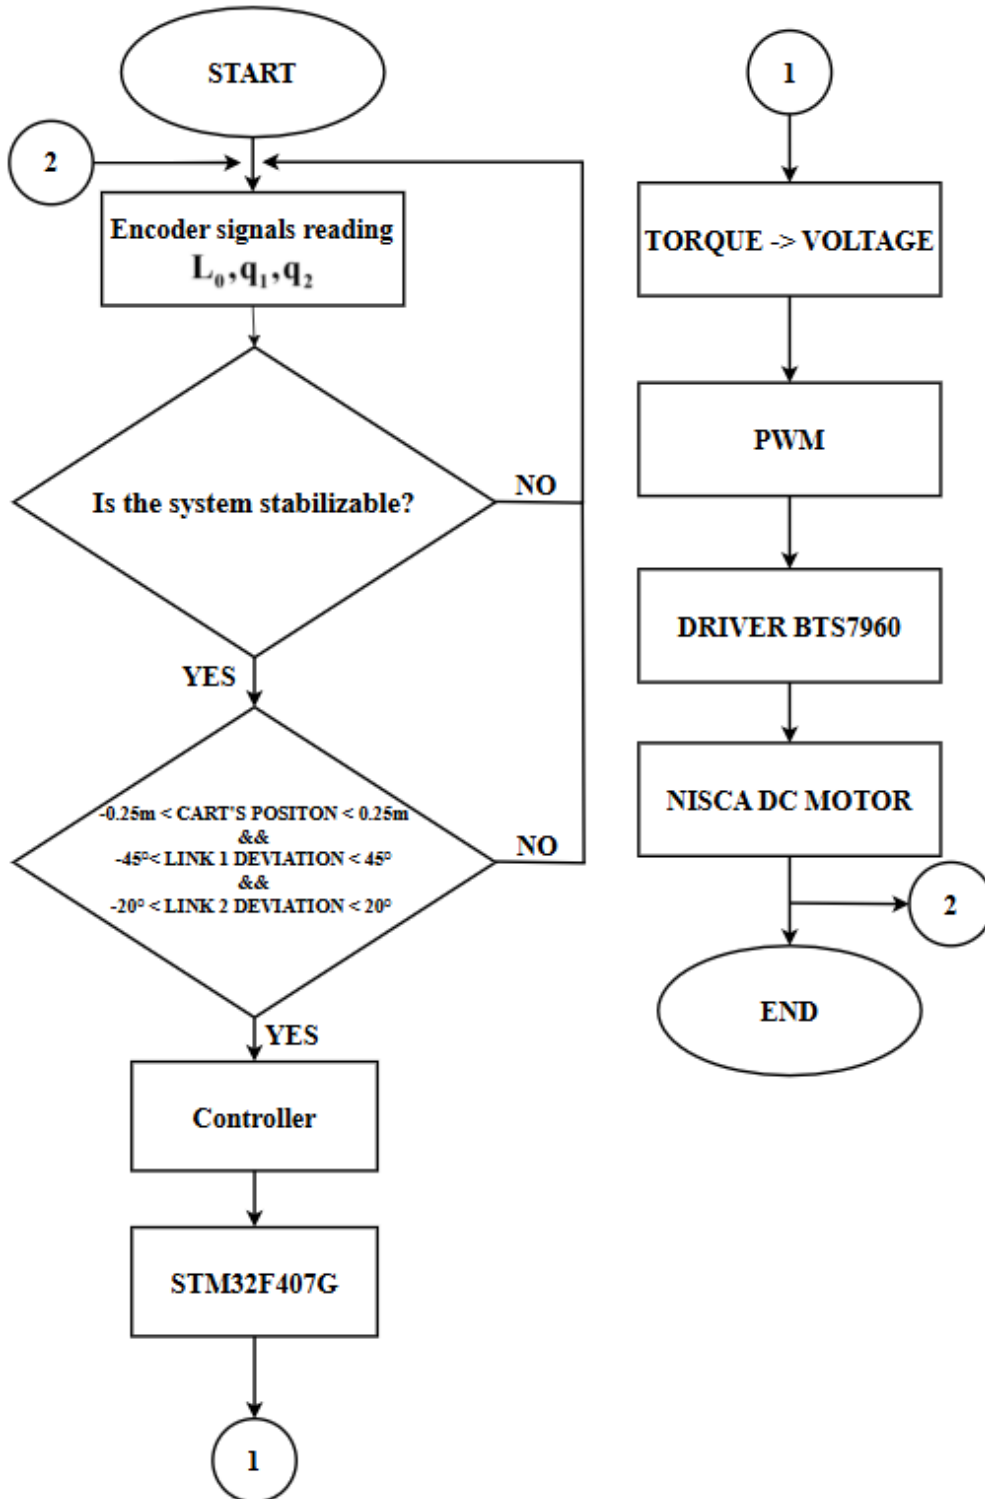 START
2
Encoder signals reading
L₀,q₁,q₂
Is the system stabilizable?
NO
YES
-0.25m < CART"S POSITON < 0.25m
&&
-45°< LINK 1 DEVIATION < 45°
&&
-20° < LINK 2 DEVIATION < 20°
NO
YES
Controller
STM32F407G
1
1
TORQUE -> VOLTAGE
PWM
DRIVER BTS7960
NISCA DC MOTOR
2
END